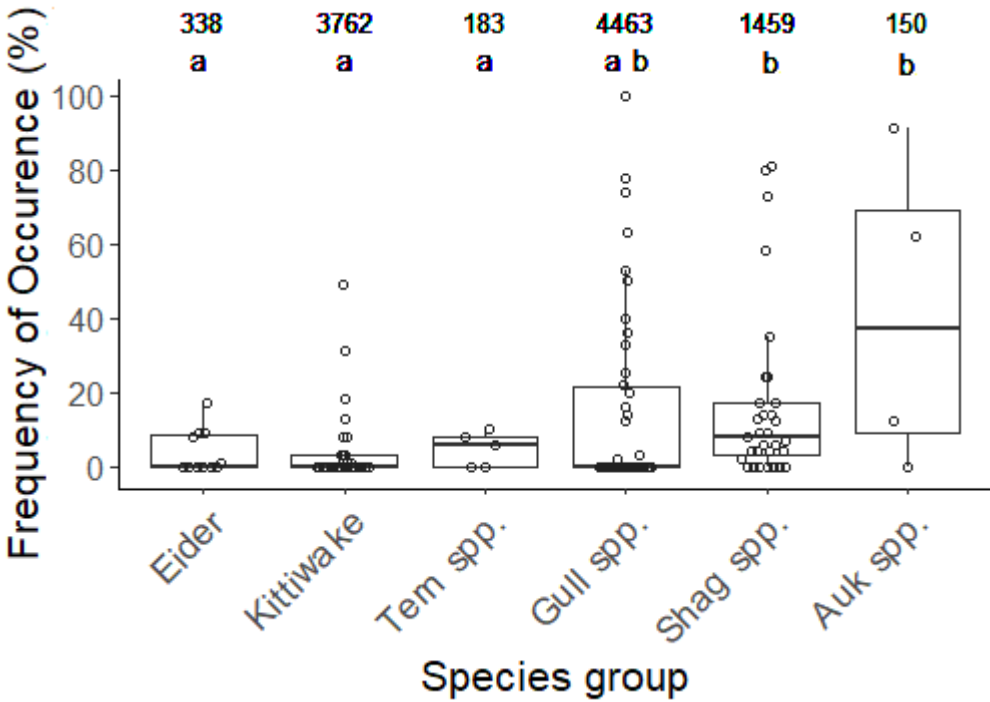 338 3762 183 4463 1459 150
a a a a b b b
Frequency of Occurence (%)
100
80
60
40
20
0
Eider Kittiwake Tem spp. Gull spp. Shag spp. Auk spp.
Species group